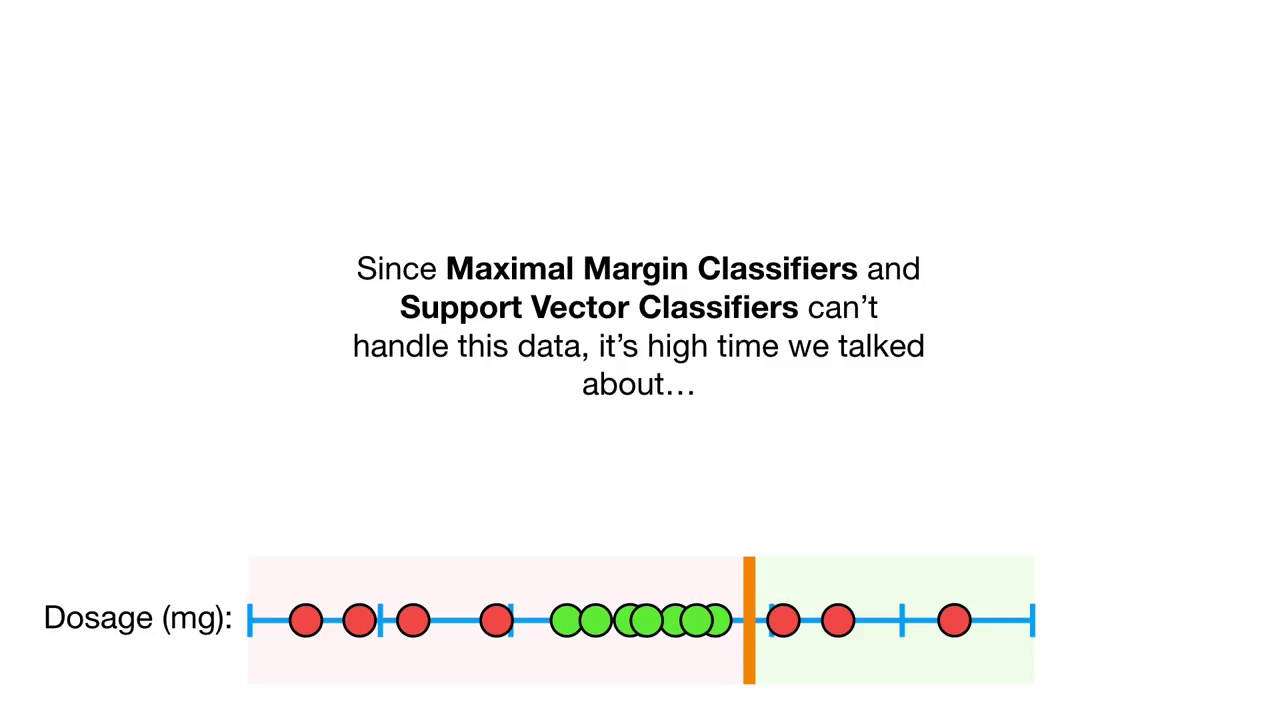 Since Maximal Margin Classifiers and
Support Vector Classifiers can’t
handle this data, it’s high time we talked
about…
Dosage (mg):